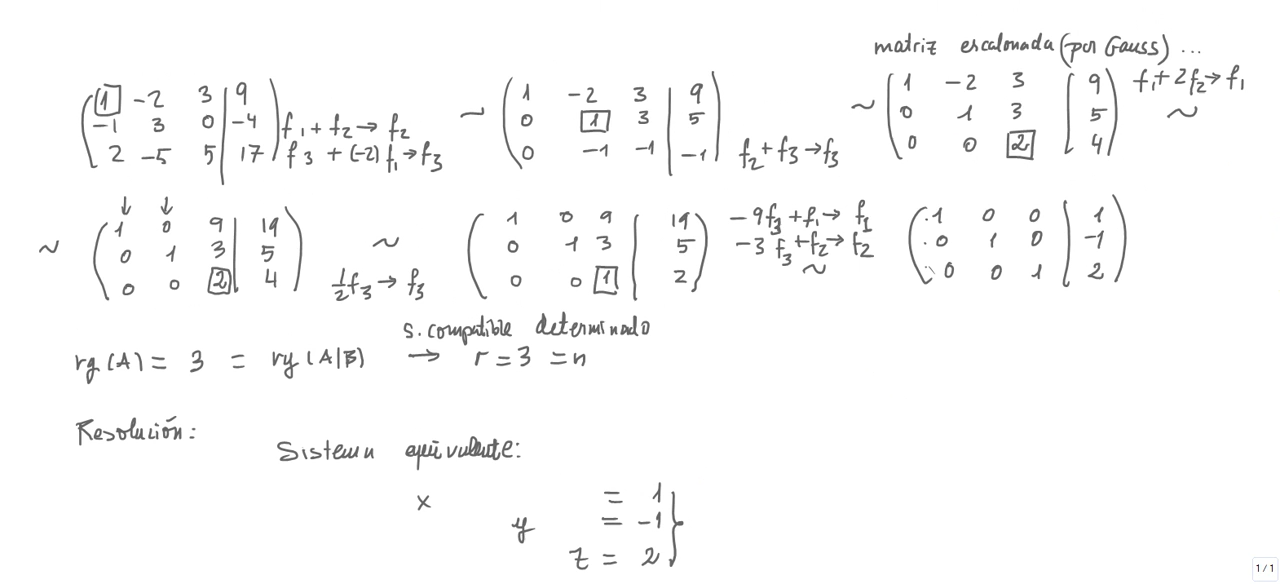 matriz escalonada (por Gauss) ...
( 1 -2 3 | 9 ) ~ ( 1 -2 3 | 9 ) ~ ( 1 -2 3 | 9 ) f₁+2f₂→f₁
( -1 3 0 | -4 ) f₁+f₂→f₂ ( 0 1 3 | 5 ) ( 0 1 3 | 5 ) ~
( 2 -5 5 | 17 ) f₃+(-2)f₁→f₃ ( 0 -1 -1 | -1 ) f₂+f₃→f₃ ( 0 0 2 | 4 )
↓ ↓
( 1 0 9 | 19 ) ( 1 0 9 | 19 ) -9f₃+f₁→f₁ ( 1 0 0 | 1 )
~ ( 0 1 3 | 5 ) ~ ( 0 1 3 | 5 ) -3f₃+f₂→f₂ ( 0 1 0 | -1 )
( 0 0 2 | 4 ) ½f₃→f₃ ( 0 0 1 | 2 ) ~ ( 0 0 1 | 2 )
s. compatible determinado
rg(A) = 3 = rg(A|B) → r = 3 = n
Resolución:
Sistema equivalente:
x = 1
y = -1
z = 2 }
1 / 1